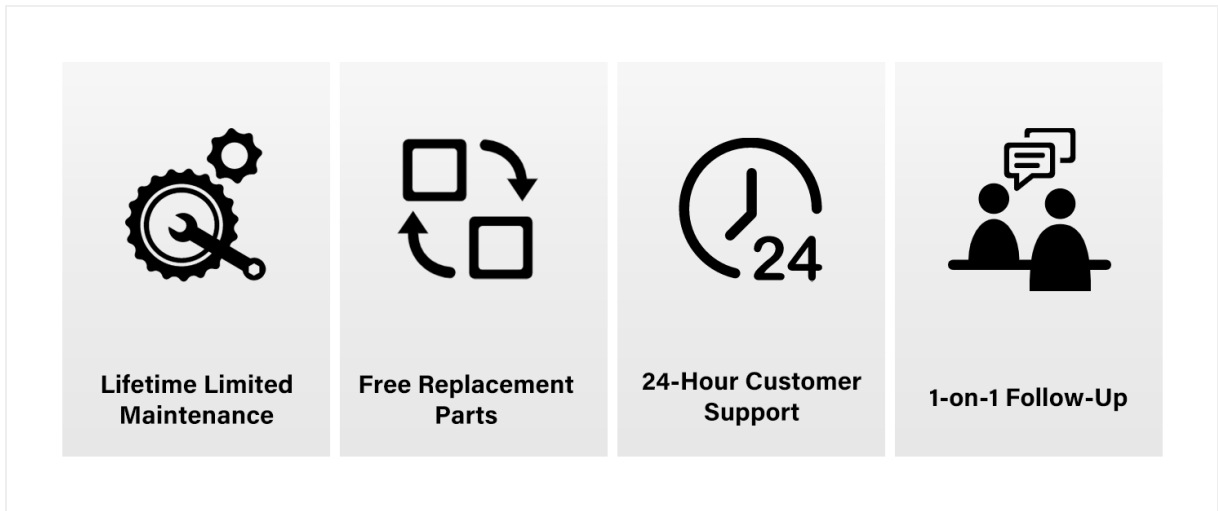 24
Lifetime Limited
Maintenance
Free Replacement
Parts
24-Hour Customer
Support
1-on-1 Follow-Up